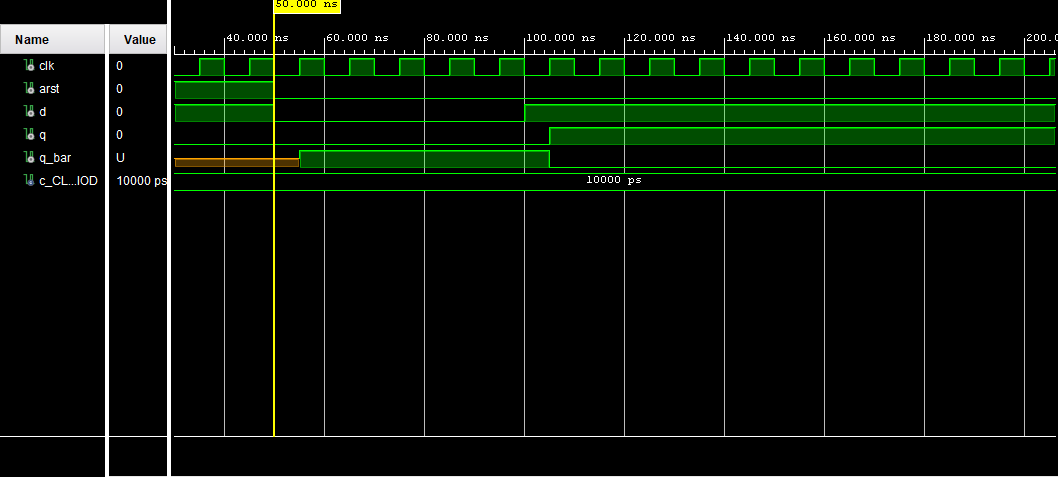 50.000 ns
Name Value
40.000 ns 60.000 ns 80.000 ns 100.000 ns 120.000 ns 140.000 ns 160.000 ns 180.000 ns 200.0
clk 0
arst 0
d 0
q 0
q_bar U
c_CL...IOD 10000 ps 10000 ps